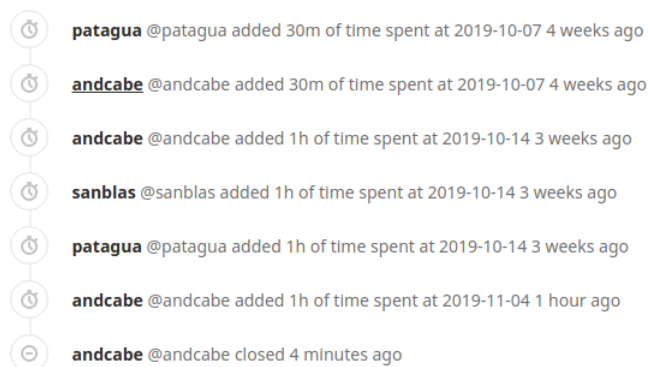 patagua @patagua added 30m of time spent at 2019-10-07 4 weeks ago
andcabe @andcabe added 30m of time spent at 2019-10-07 4 weeks ago
andcabe @andcabe added 1h of time spent at 2019-10-14 3 weeks ago
sanblas @sanblas added 1h of time spent at 2019-10-14 3 weeks ago
patagua @patagua added 1h of time spent at 2019-10-14 3 weeks ago
andcabe @andcabe added 1h of time spent at 2019-11-04 1 hour ago
andcabe @andcabe closed 4 minutes ago